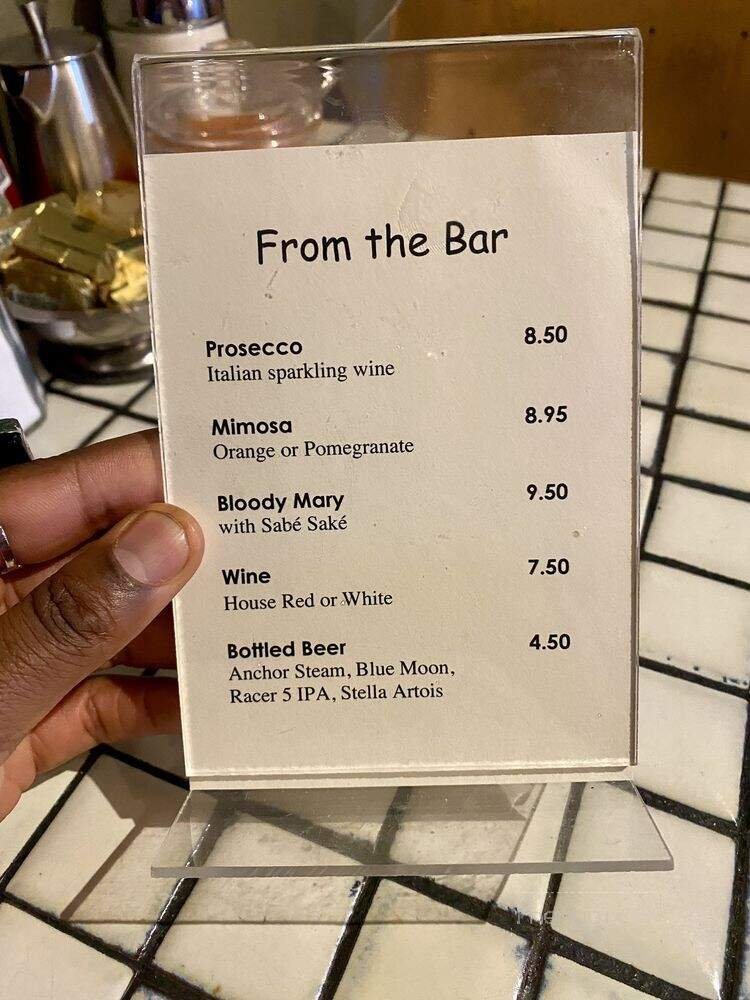 From the Bar
Prosecco 8.50
Italian sparkling wine
Mimosa 8.95
Orange or Pomegranate
Bloody Mary 9.50
with Sabé Saké
Wine 7.50
House Red or White
Bottled Beer 4.50
Anchor Steam, Blue Moon,
Racer 5 IPA, Stella Artois